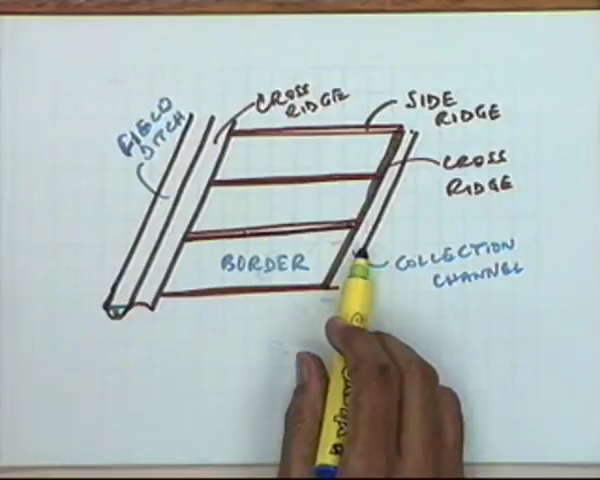 FIELD
DITCH
CROSS
RIDGE
SIDE
RIDGE
CROSS
RIDGE
BORDER
COLLECTION
CHANNEL